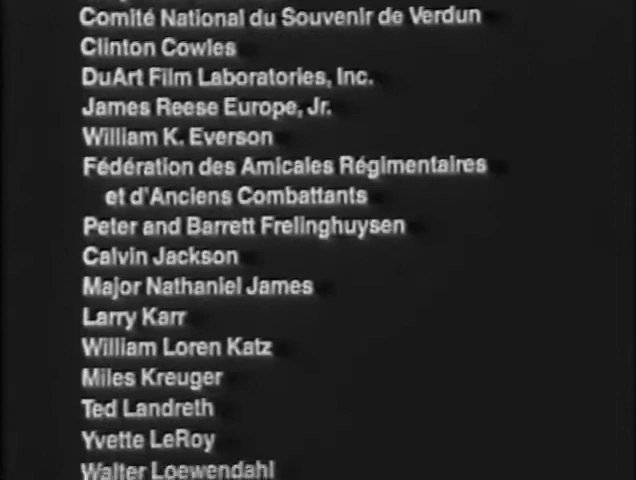 Comité National du Souvenir de Verdun
Clinton Cowles
DuArt Film Laboratories, Inc.
James Reese Europe, Jr.
William K. Everson
Fédération des Amicales Régimentaires
et d'Anciens Combattants
Peter and Barrett Frelinghuysen
Calvin Jackson
Major Nathaniel James
Larry Karr
William Loren Katz
Miles Kreuger
Ted Landreth
Yvette LeRoy
Walter Loewendahl